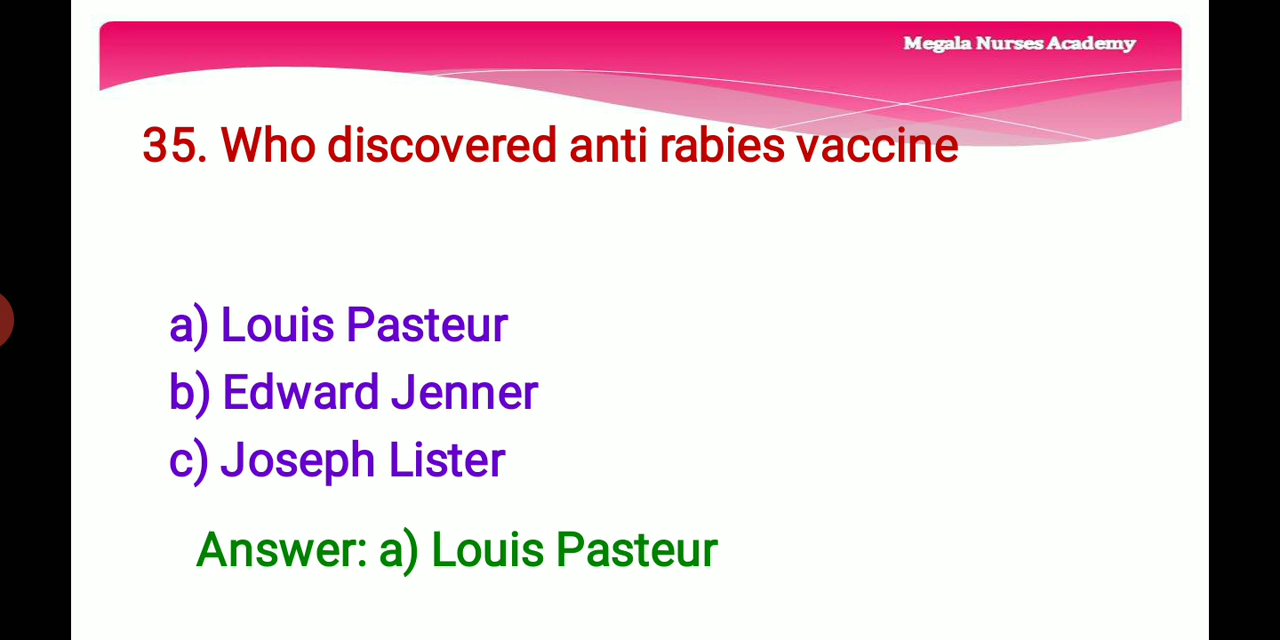 Megala Nurses Academy
35. Who discovered anti rabies vaccine
a) Louis Pasteur
b) Edward Jenner
c) Joseph Lister
Answer: a) Louis Pasteur